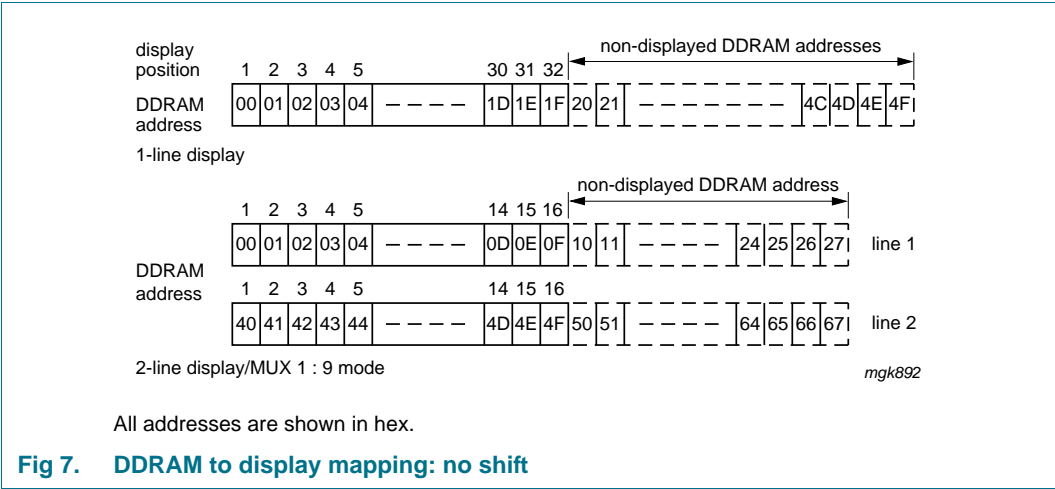 display position 1 2 3 4 5 30 31 32 non-displayed DDRAM addresses
DDRAM address 00 01 02 03 04 1D 1E 1F 20 21 4C 4D 4E 4F
1-line display
non-displayed DDRAM address
1 2 3 4 5 14 15 16
00 01 02 03 04 0D 0E 0F 10 11 24 25 26 27 line 1
DDRAM address
1 2 3 4 5 14 15 16
40 41 42 43 44 4D 4E 4F 50 51 64 65 66 67 line 2
2-line display/MUX 1 : 9 mode
mgk892
All addresses are shown in hex.
Fig 7. DDRAM to display mapping: no shift